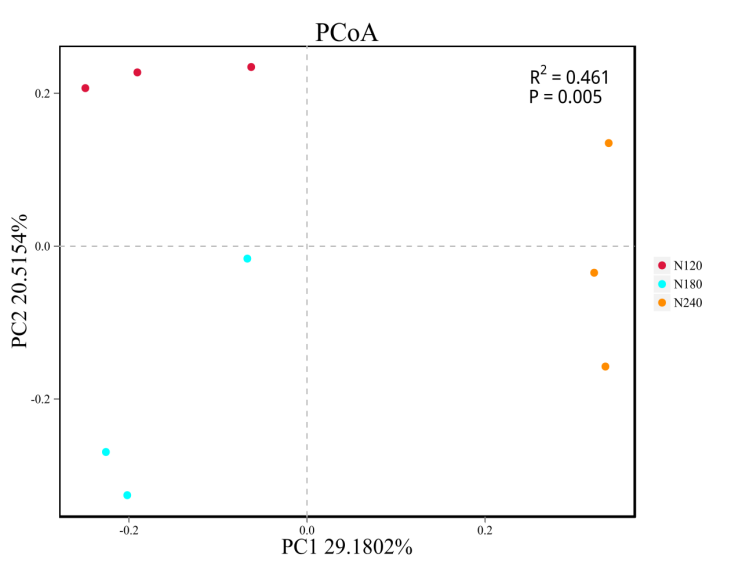 PCoA
R² = 0.461
P = 0.005
0.2
0.0
-0.2
PC2 20.5154%
-0.2
0.0
0.2
PC1 29.1802%
N120
N180
N240